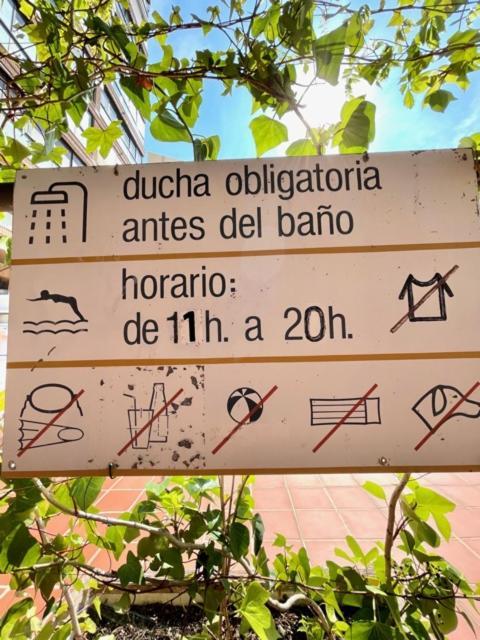 ducha obligatoria
antes del baño
horario:
de 11h. a 20h.